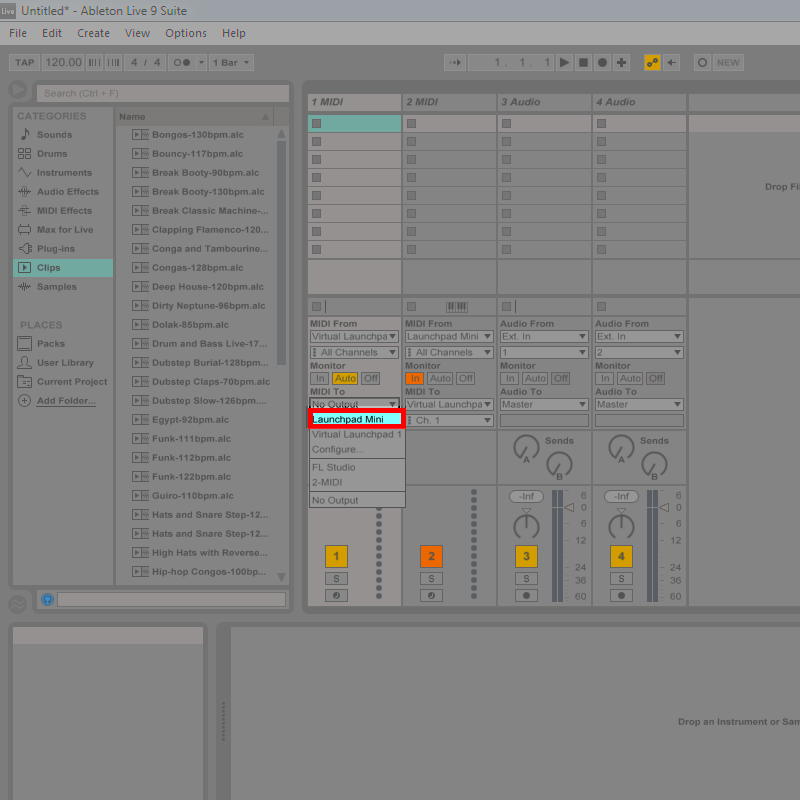 Live Untitled* - Ableton Live 9 Suite
File Edit Create View Options Help
TAP 120.00 4 / 4 1 Bar 1. 1. 1 NEW
Search (Ctrl + F)
CATEGORIES
Sounds
Drums
Instruments
Audio Effects
MIDI Effects
Max for Live
Plug-ins
Clips
Samples
PLACES
Packs
User Library
Current Project
Add Folder...
Name
Bongos-130bpm.alc
Bouncy-117bpm.alc
Break Booty-90bpm.alc
Break Booty-130bpm.alc
Break Classic Machine-...
Clapping Flamenco-120...
Conga and Tambourine...
Congas-128bpm.alc
Deep House-120bpm.alc
Dirty Neptune-96bpm.alc
Dolak-85bpm.alc
Drum and Bass Live-17...
Dubstep Burial-128bpm...
Dubstep Claps-70bpm.alc
Dubstep Slow-126bpm....
Egypt-92bpm.alc
Funk-111bpm.alc
Funk-112bpm.alc
Funk-122bpm.alc
Guiro-110bpm.alc
Hats and Snare Step-12...
Hats and Snare Step-12...
High Hats with Reverse...
Hip-hop Congos-100bp...
1 MIDI 2 MIDI 3 Audio 4 Audio
Drop Fil
MIDI From MIDI From Audio From Audio From
Virtual Launchpa Launchpad Mini Ext. In Ext. In
All Channels All Channels 1 2
Monitor Monitor Monitor Monitor
In Auto Off In Auto Off In Auto Off In Auto Off
MIDI To MIDI To Audio To Audio To
No Output Virtual Launchpa Master Master
Launchpad Mini Ch. 1
Virtual Launchpad 1
Configure...
FL Studio
2-MIDI
No Output
Sends Sends
A B A B
-Inf 6 -Inf 6
0 0
6 6
12 12
1 2 3 4
24 24
S S S S 36 36
60 60
Drop an Instrument or Sam